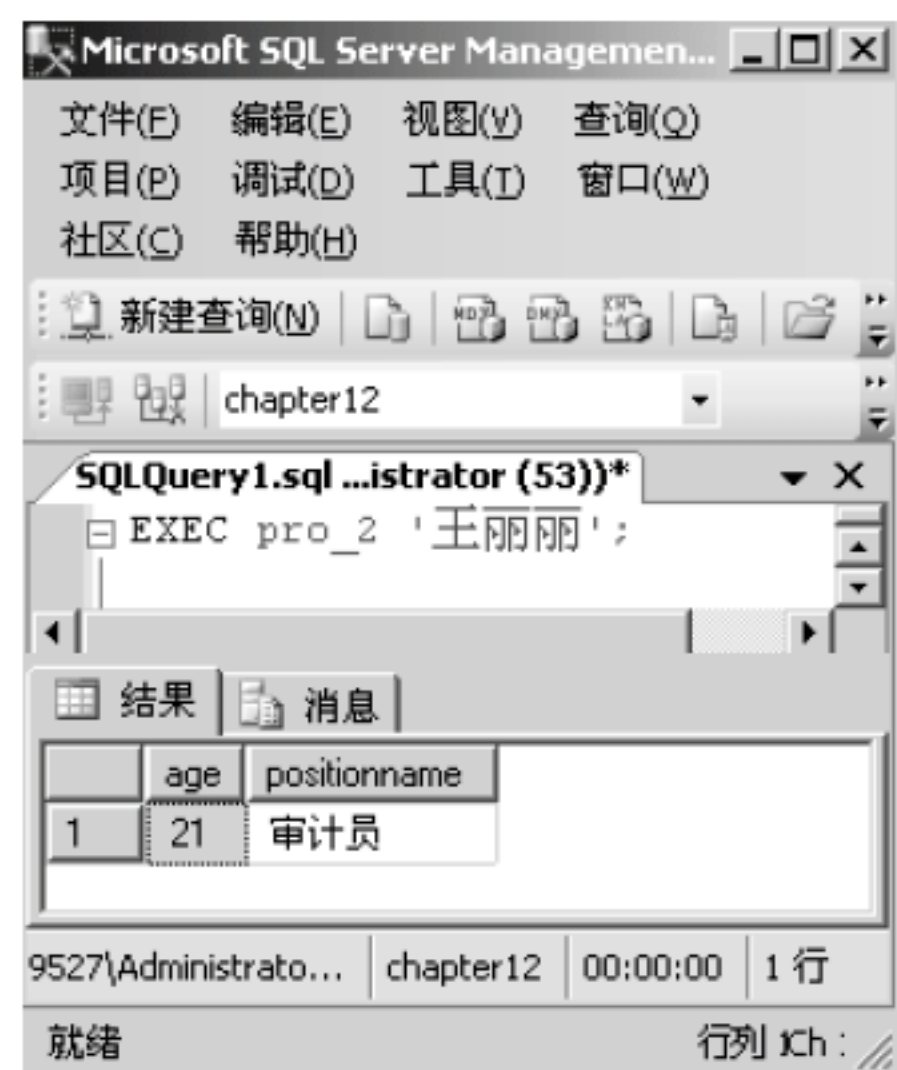 Microsoft SQL Server Managemen...
文件(F) 编辑(E) 视图(V) 查询(Q)
项目(P) 调试(D) 工具(T) 窗口(W)
社区(C) 帮助(H)
新建查询(N)
chapter12
SQLQuery1.sql ...istrator (53))*
EXEC pro_2 '王丽丽';
结果 消息
age positionname
1 21 审计员
9527\Administrato... chapter12 00:00:00 1 行
就绪 行列